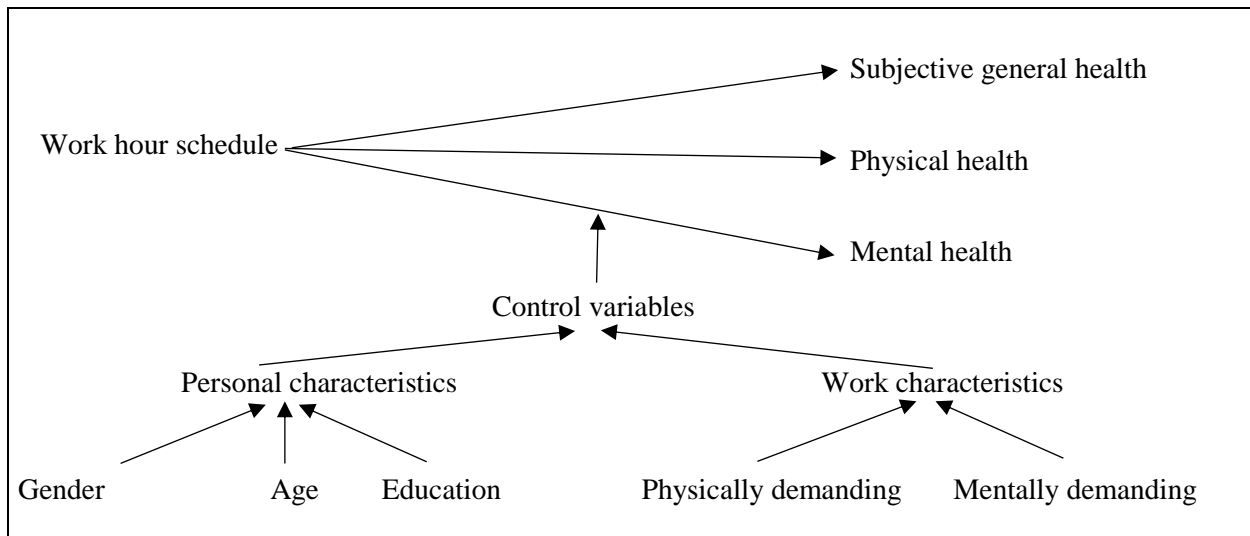 Subjective general health
Work hour schedule
Physical health
Mental health
Control variables
Personal characteristics
Work characteristics
Gender
Age
Education
Physically demanding
Mentally demanding